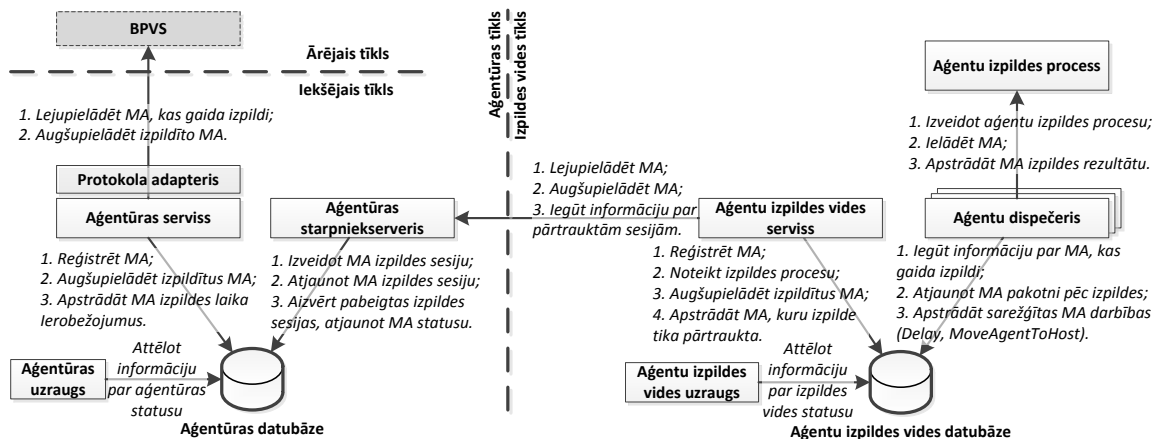 BPVS
Ārējais tīkls
Iekšējais tīkls
1. Lejupielādēt MA, kas gaida izpildi;
2. Augšupielādēt izpildīto MA.
Protokola adapteris
Aģentūras serviss
Aģentūras
starpniekserveris
1. Reģistrēt MA;
2. Augšupielādēt izpildītus MA;
3. Apstrādāt MA izpildes laika
Ierobežojumus.
1. Izveidot MA izpildes sesiju;
2. Atjaunot MA izpildes sesiju;
3. Aizvērt pabeigtas izpildes
sesijas, atjaunot MA statusu.
Aģentūras
uzraugs
Attēlot
informāciju
par aģentūras
statusu
Aģentūras datubāze
Aģentūras tīkls
Izpildes vides tīkls
1. Lejupielādēt MA;
2. Augšupielādēt MA;
3. Iegūt informāciju par
pārtrauktām sesijām.
Aģentu izpildes process
1. Izveidot aģentu izpildes procesu;
2. Ielādēt MA;
3. Apstrādāt MA izpildes rezultātu.
Aģentu izpildes vides
serviss
Aģentu dispečeris
1. Reģistrēt MA;
2. Noteikt izpildes procesu;
3. Augšupielādēt izpildītus MA;
4. Apstrādāt MA, kuru izpilde
tika pārtraukta.
1. Iegūt informāciju par MA, kas
gaida izpildi;
2. Atjaunot MA pakotni pēc izpildes;
3. Apstrādāt sarežģītas MA darbības
(Delay, MoveAgentToHost).
Aģentu izpildes
vides uzraugs
Attēlot
informāciju
par izpildes
vides statusu
Aģentu izpildes vides datubāze